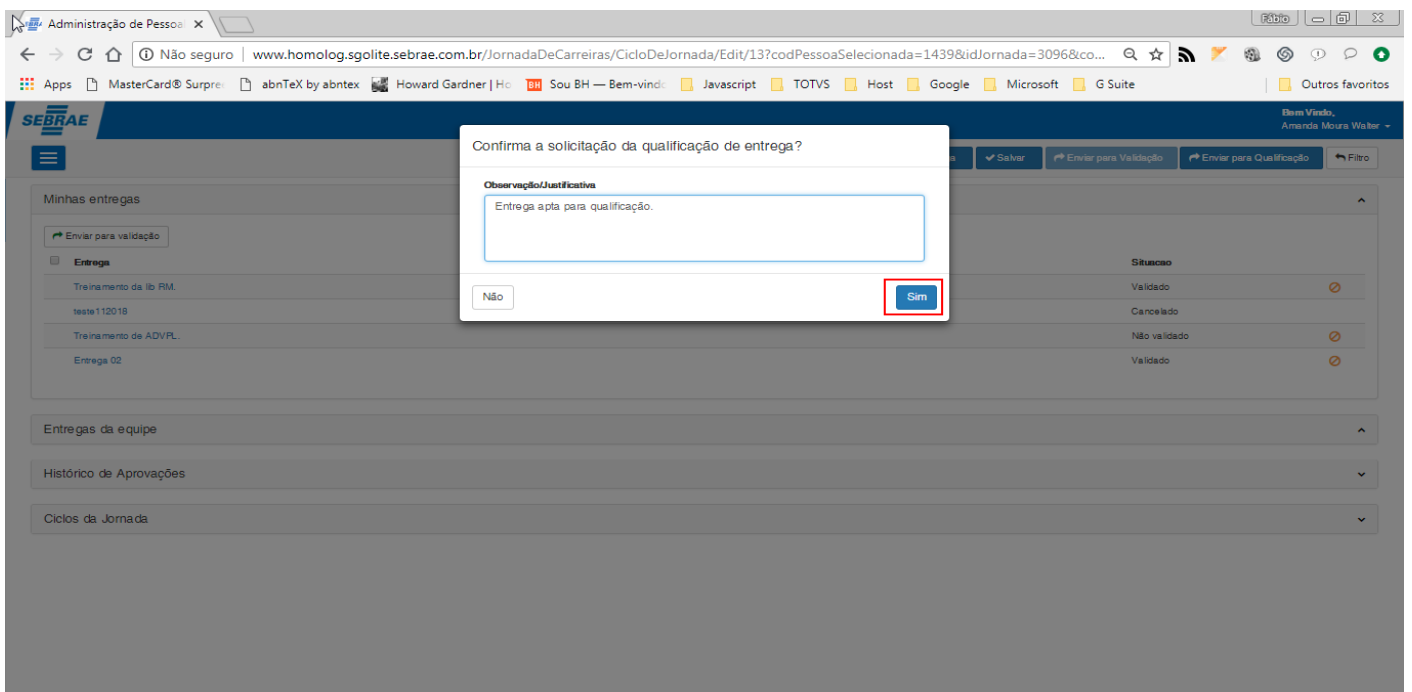 Administração de Pessoal
Fábio
Não seguro | www.homolog.sgolite.sebrae.com.br/JornadaDeCarreiras/CicloDeJornada/Edit/13?codPessoaSelecionada=1439&idJornada=3096&co...
Apps MasterCard® Surpre abnTeX by abntex Howard Gardner | Ho Sou BH — Bem-vindo Javascript TOTVS Host Google Microsoft G Suite Outros favoritos
SEBRAE
Bem Vindo,
Amanda Moura Walter
Confirma a solicitação da qualificação de entrega?
Salvar Enviar para Validação Enviar para Qualificação Filtro
Observação/Justificativa
Entrega apta para qualificação.
Não Sim
Minhas entregas
Enviar para validação
Entrega Situacao
Treinamento da lib RM. Validado
teste112018 Cancelado
Treinamento de ADVPL. Não validado
Entrega 02 Validado
Entregas da equipe
Histórico de Aprovações
Ciclos da Jornada